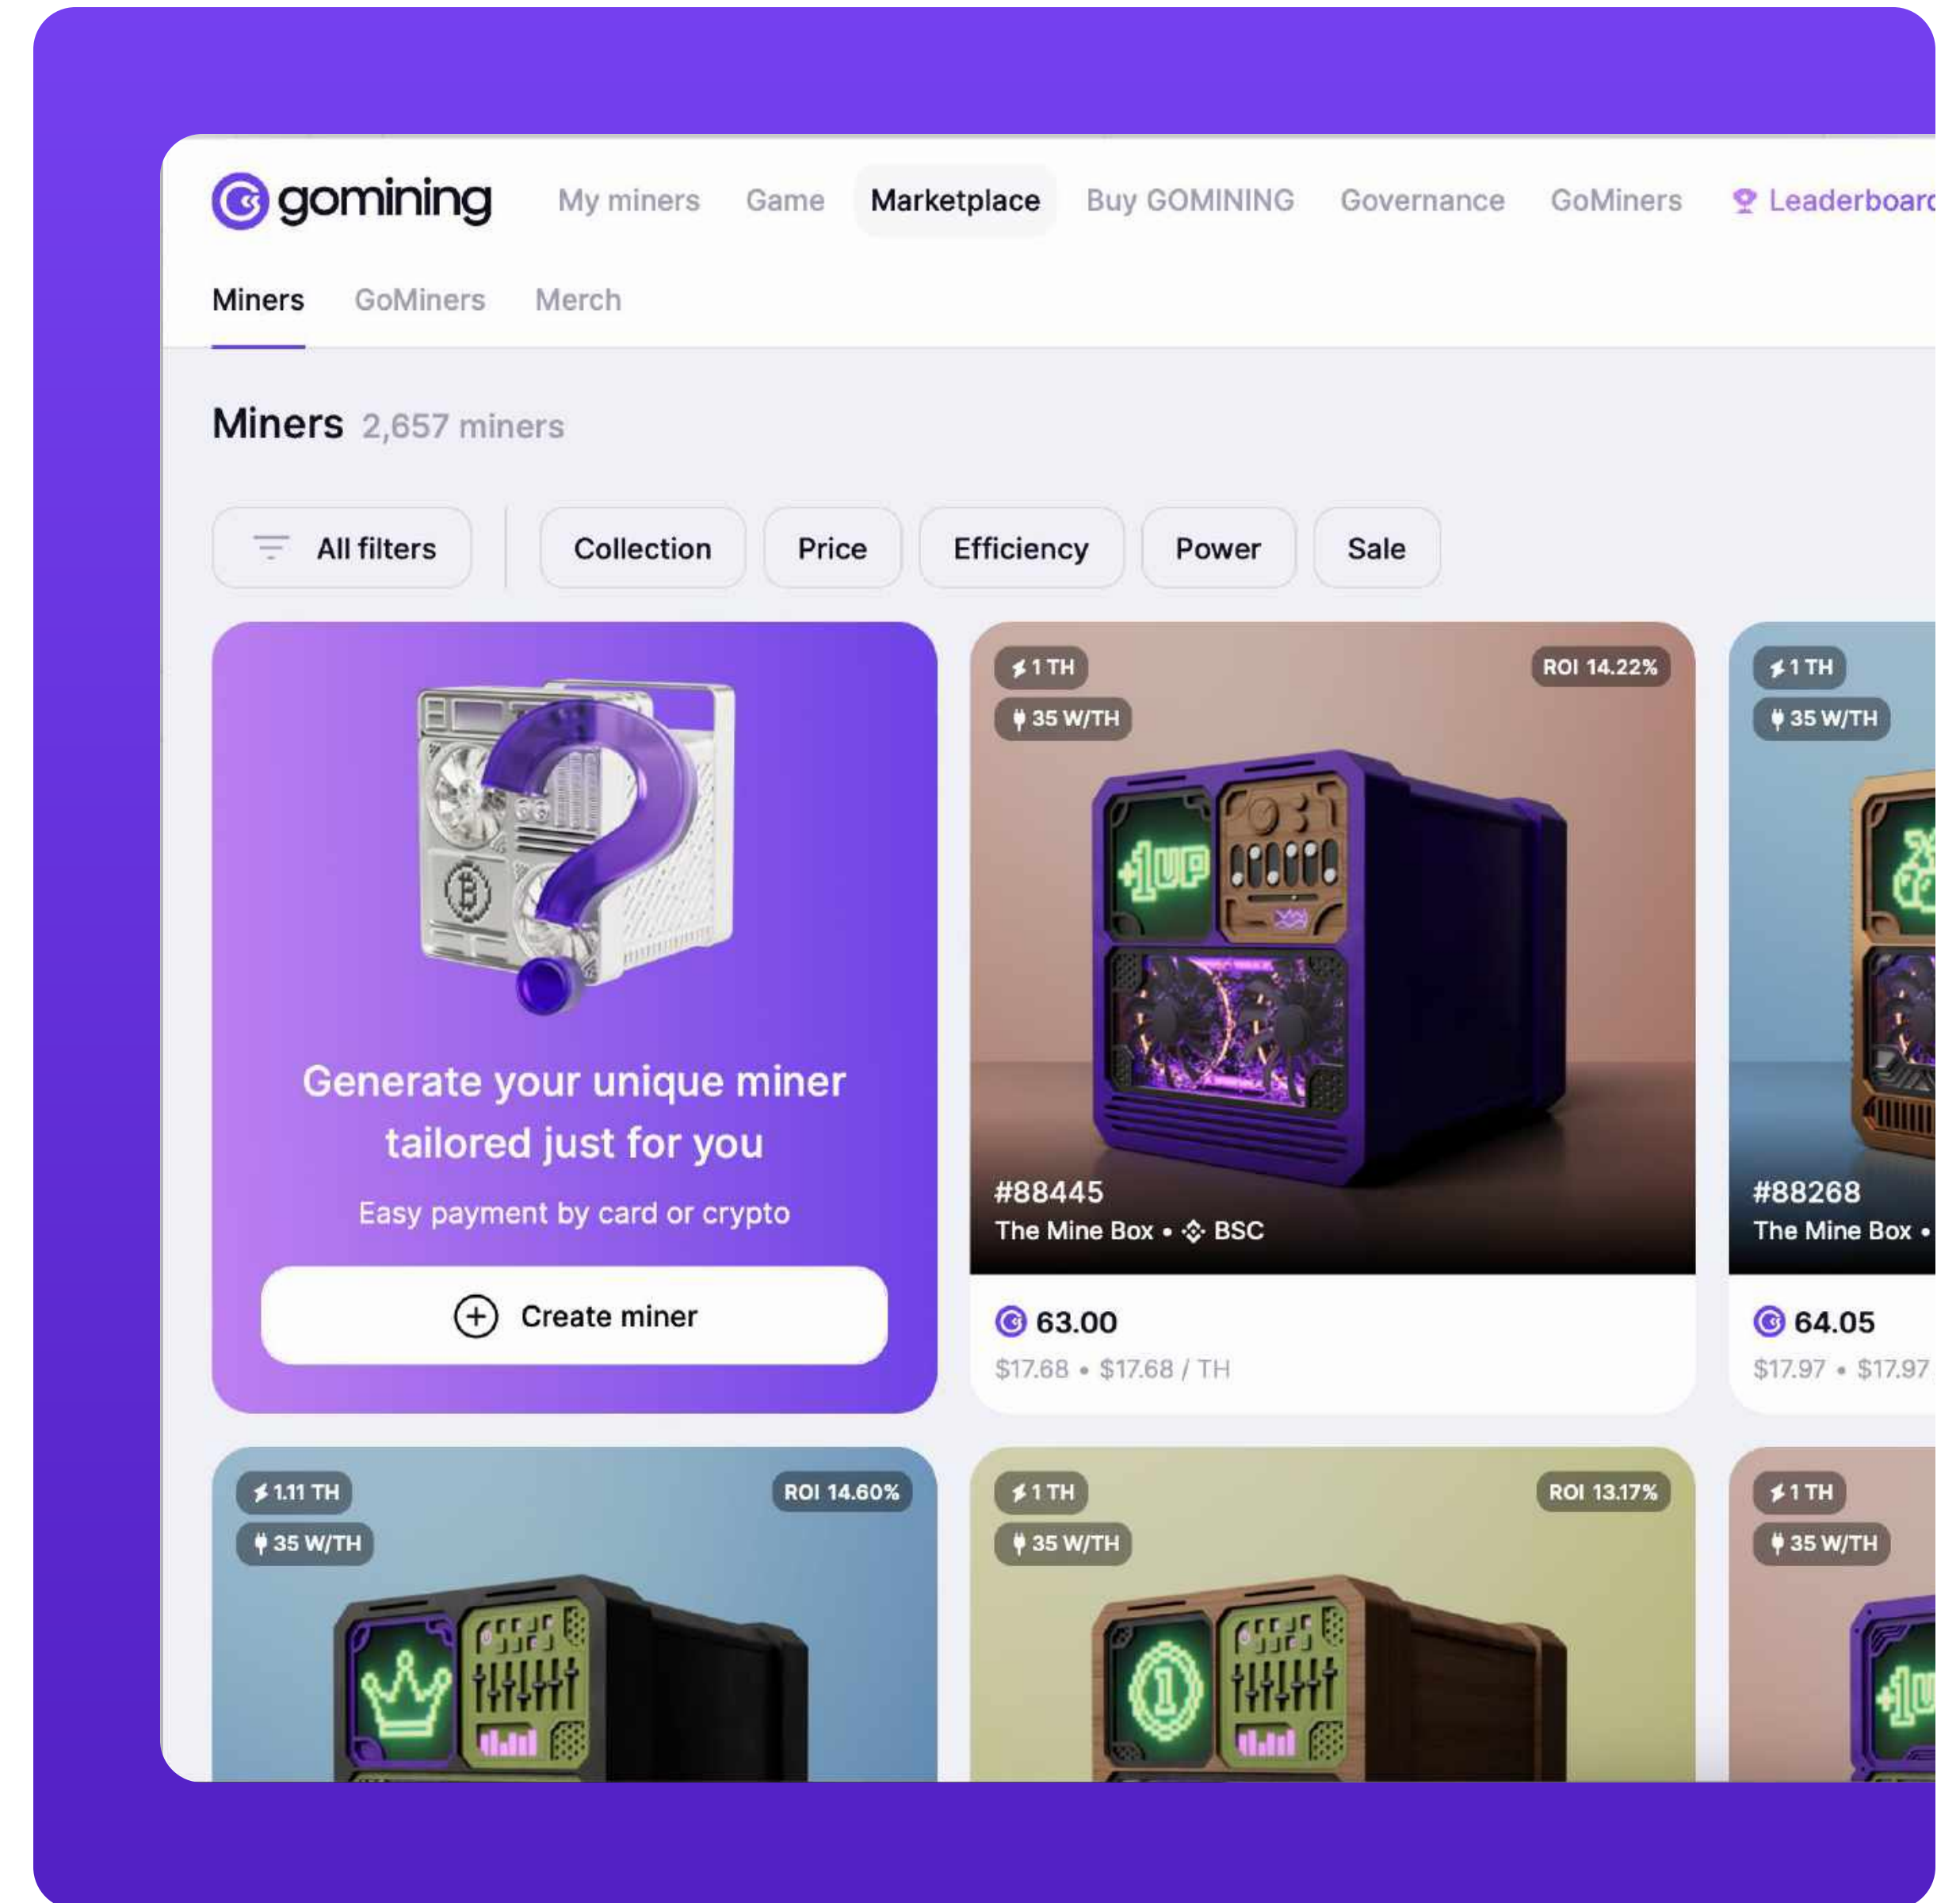 gomining My miners Game Marketplace Buy GOMINING Governance GoMiners Leaderboard
Miners GoMiners Merch
Miners 2,657 miners
All filters Collection Price Efficiency Power Sale
Generate your unique miner
tailored just for you
Easy payment by card or crypto
Create miner
1 TH ROI 14.22%
35 W/TH
+1UP
#88445
The Mine Box • BSC
63.00
$17.68 • $17.68 / TH
1 TH
35 W/TH
#88268
The Mine Box •
64.05
$17.97 • $17.97
1.11 TH ROI 14.60%
35 W/TH
1 TH ROI 13.17%
35 W/TH
1
1 TH
35 W/TH